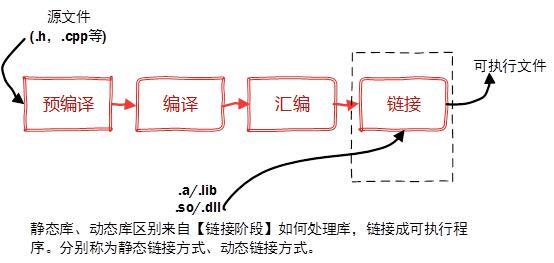 源文件
(.h，.cpp等)
可执行文件
预编译
编译
汇编
链接
.a/.lib
.so/.dll
静态库、动态库区别来自【链接阶段】如何处理库，链接成可执行程
序。分别称为静态链接方式、动态链接方式。